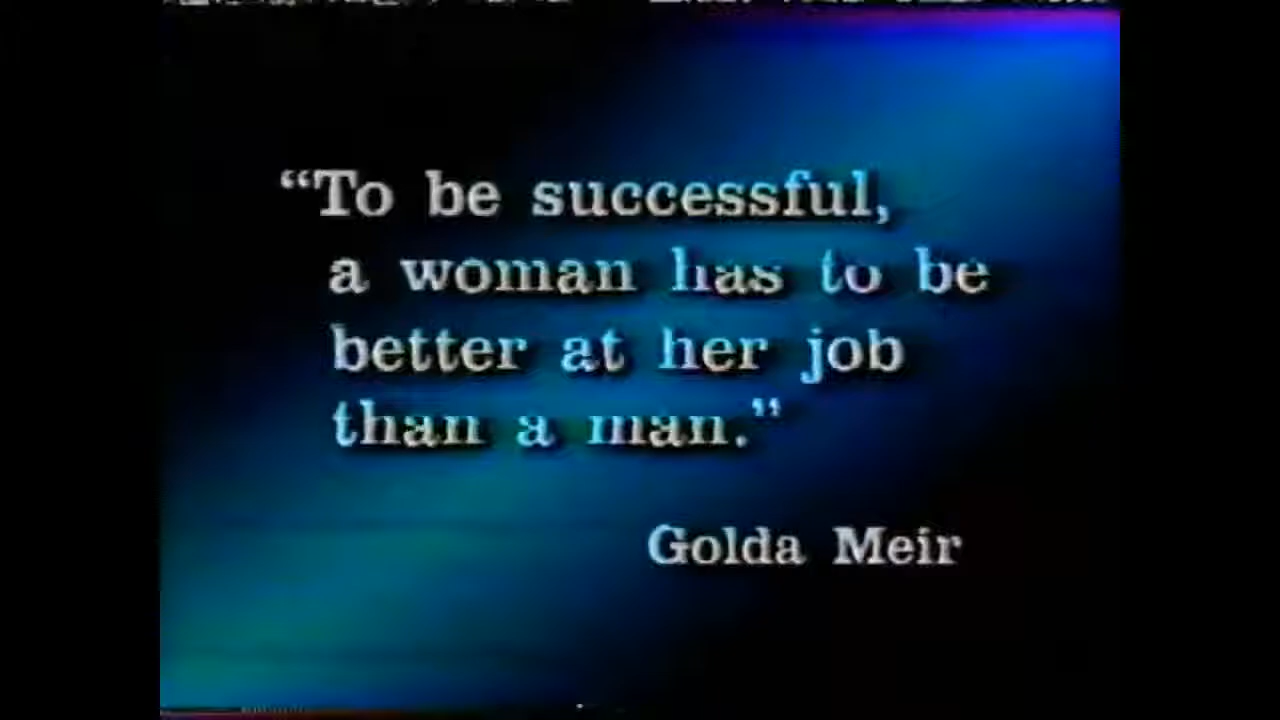 “To be successful,
a woman has to be
better at her job
than a man.”
Golda Meir